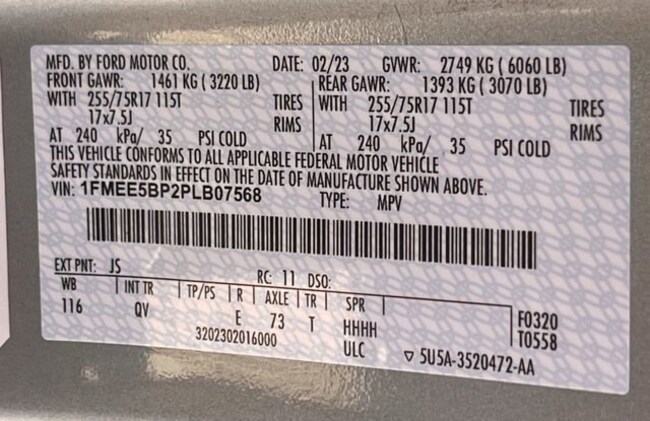 MFD. BY FORD MOTOR CO. DATE: 02/23 GVWR: 2749 KG ( 6060 LB)
FRONT GAWR: 1461 KG ( 3220 LB) REAR GAWR: 1393 KG ( 3070 LB)
WITH 255/75R17 115T TIRES WITH 255/75R17 115T TIRES
17x7.5J RIMS 17x7.5J RIMS
AT 240 kPa/ 35 PSI COLD AT 240 kPa/ 35 PSI COLD
THIS VEHICLE CONFORMS TO ALL APPLICABLE FEDERAL MOTOR VEHICLE
SAFETY STANDARDS IN EFFECT ON THE DATE OF MANUFACTURE SHOWN ABOVE.
VIN: 1FMEE5BP2PLB07568 TYPE: MPV
EXT PNT: JS RC: 11 DSO:
WB INT TR TP/PS R AXLE TR SPR F0320
116 QV E 73 T HHHH T0558
3202302016000 ULC ▽ 5U5A-3520472-AA